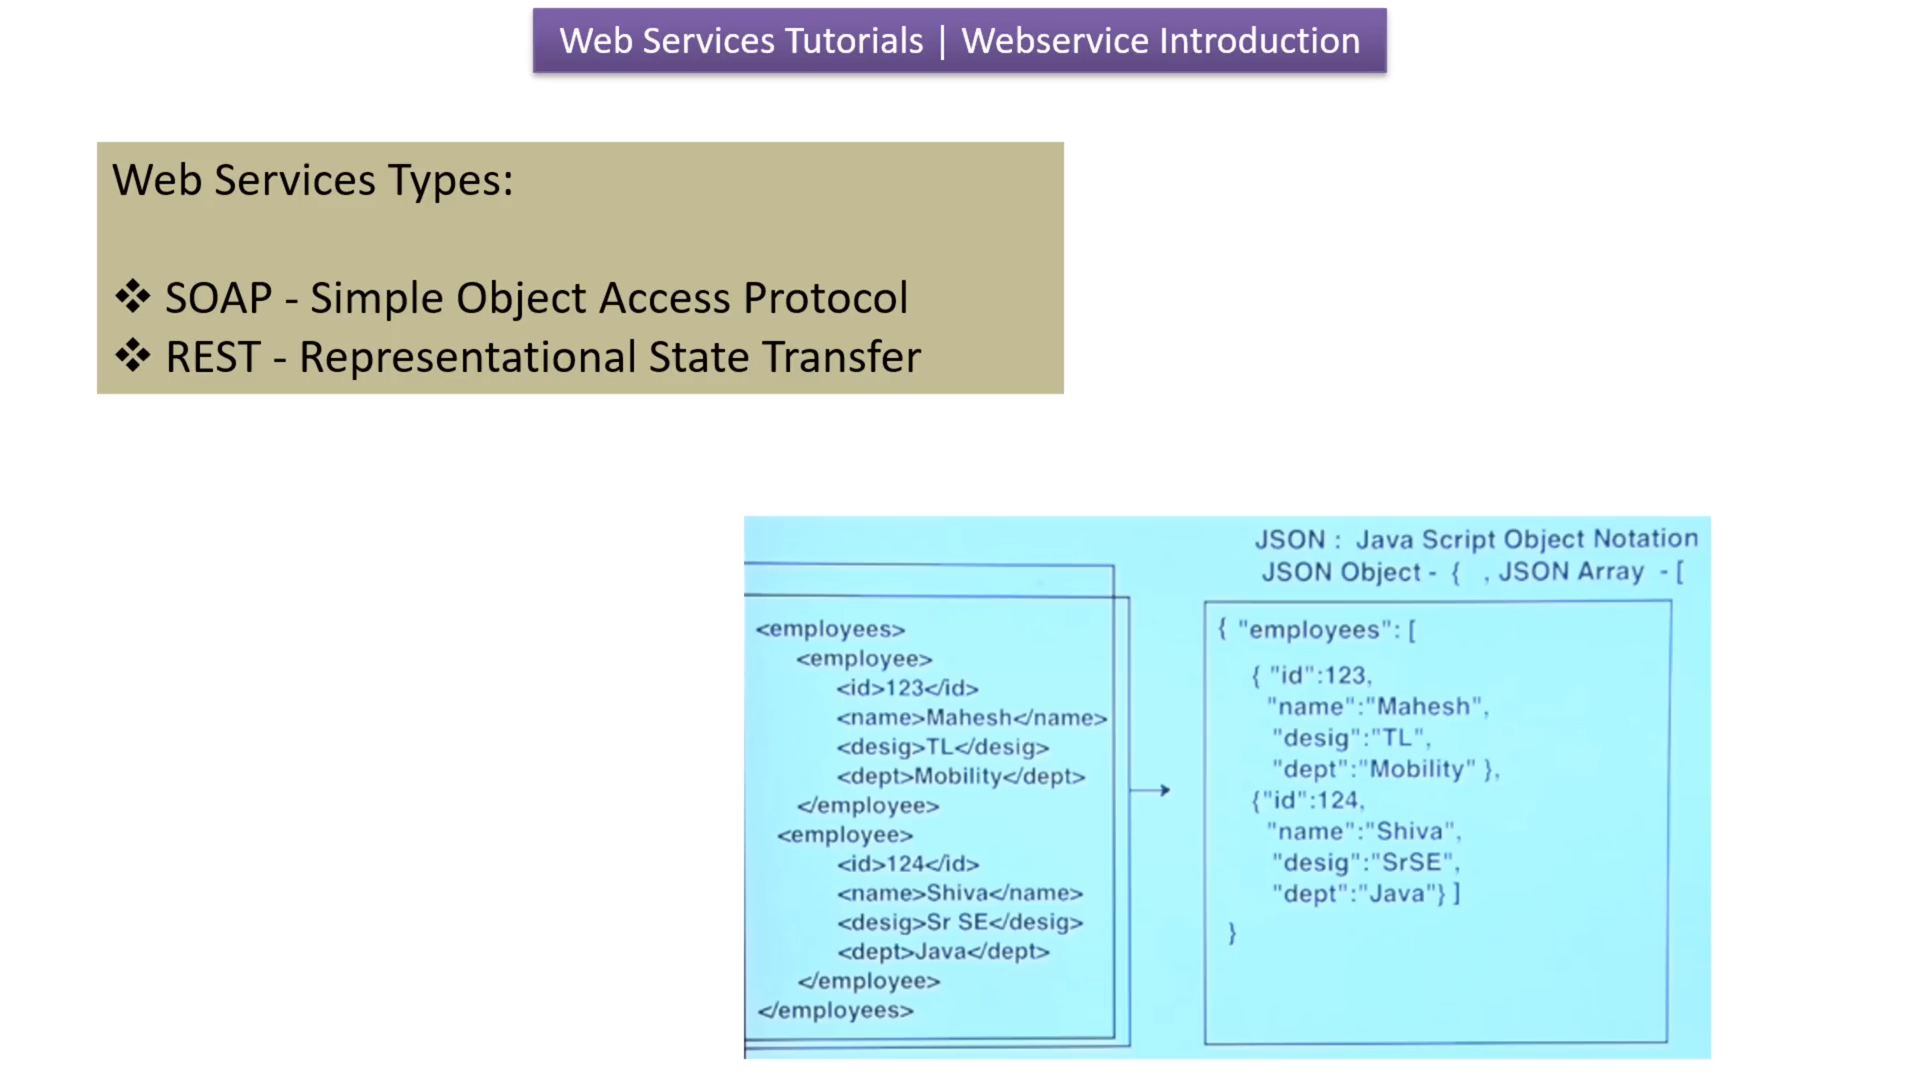 Web Services Tutorials | Webservice Introduction
Web Services Types:
❖ SOAP - Simple Object Access Protocol
❖ REST - Representational State Transfer
<employees>
<employee>
<id>123</id>
<name>Mahesh</name>
<desig>TL</desig>
<dept>Mobility</dept>
</employee>
<employee>
<id>124</id>
<name>Shiva</name>
<desig>Sr SE</desig>
<dept>Java</dept>
</employee>
</employees>
JSON : Java Script Object Notation
JSON Object - { , JSON Array - [
{ "employees": [
{ "id":123,
"name":"Mahesh",
"desig":"TL",
"dept":"Mobility" },
{"id":124,
"name":"Shiva",
"desig":"SrSE",
"dept":"Java"} ]
}